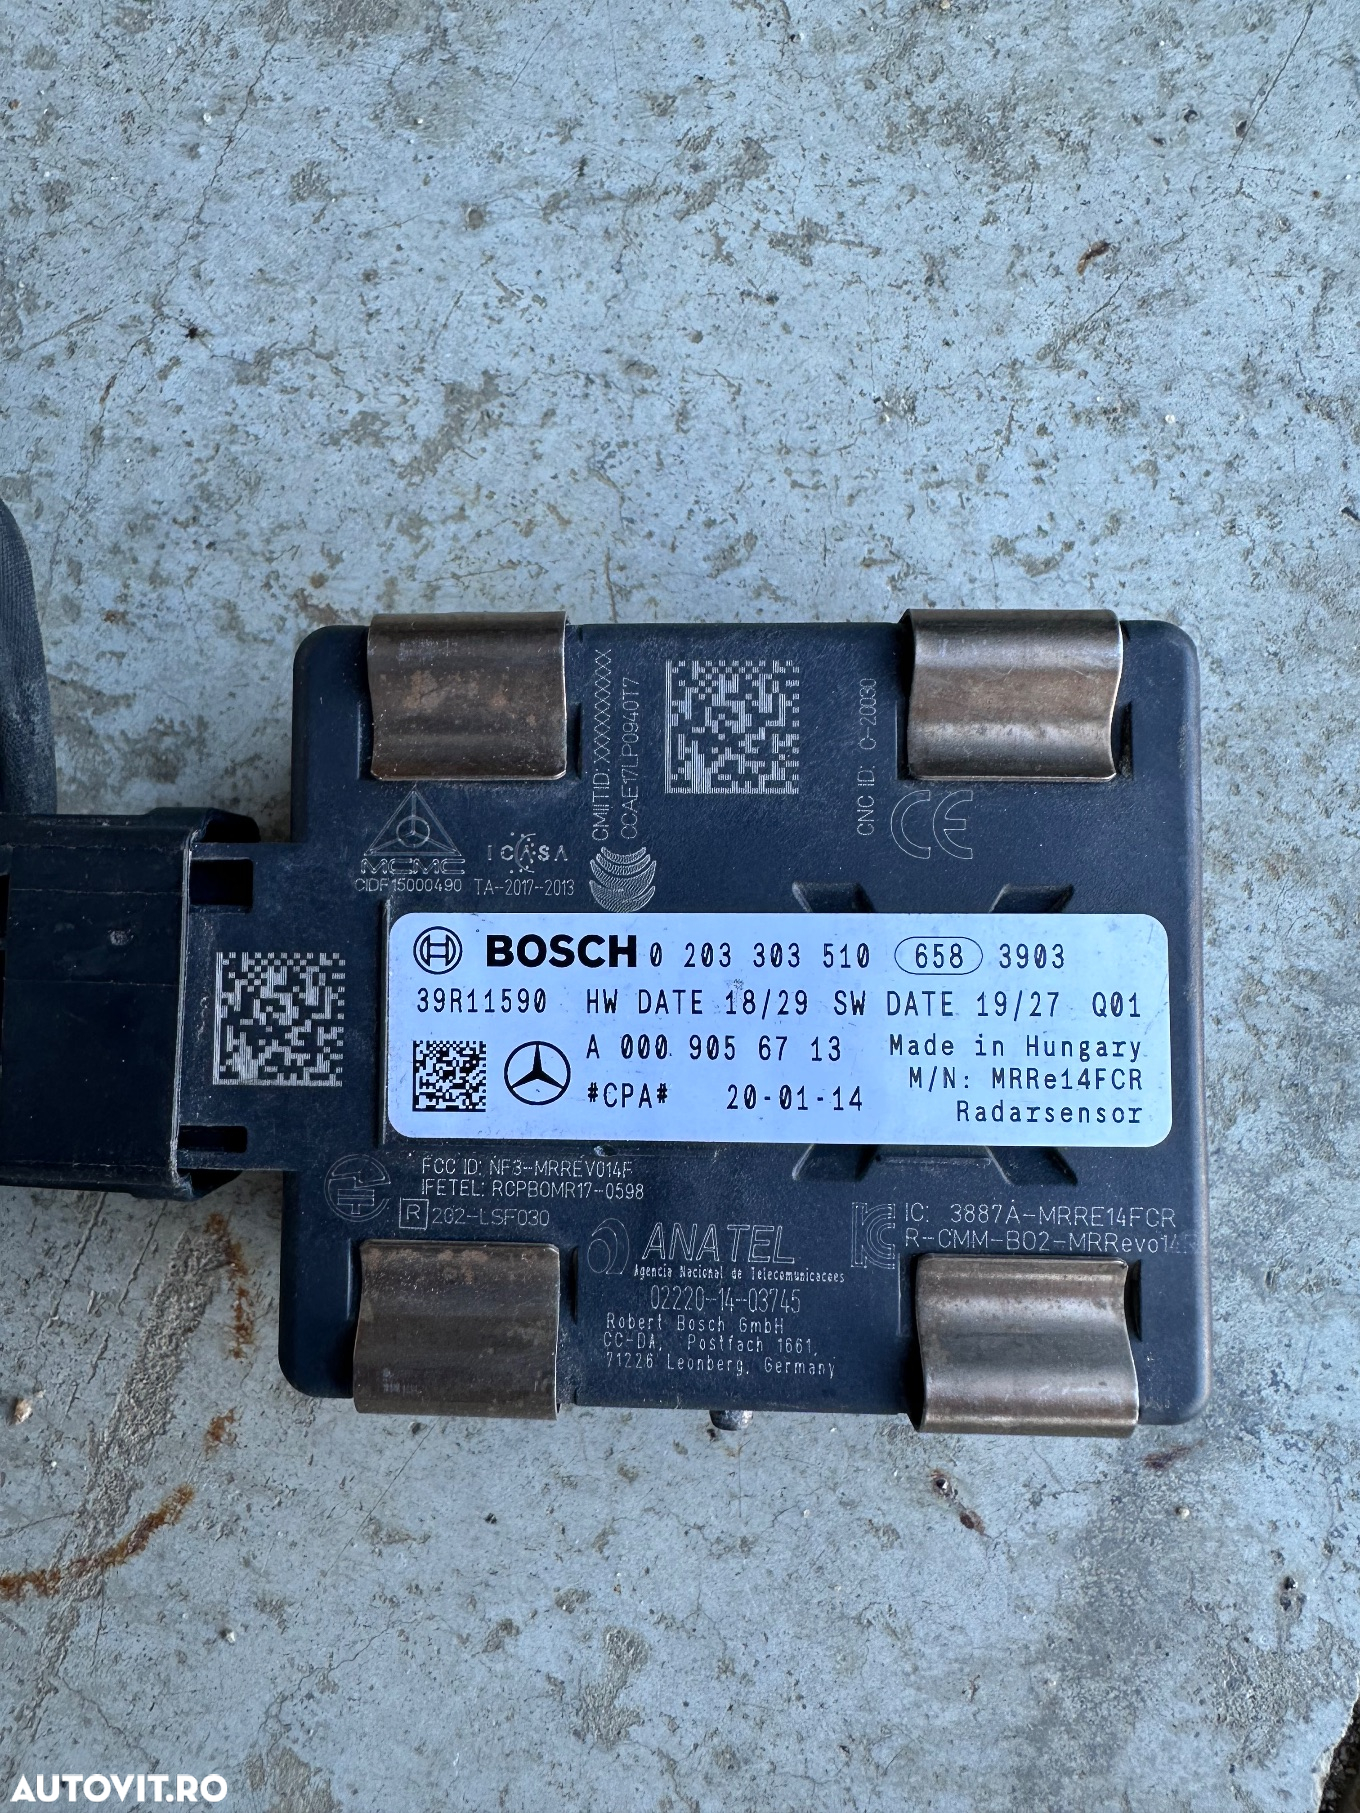 CMIITID: XXXXXXXXXX
CCAE17LP0940T7
CNC ID: C-20030
CE
MCMC
CIDF15000490
ICASA
TA-2017-2013
BOSCH 0 203 303 510 658 3903
39R11590 HW DATE 18/29 SW DATE 19/27 Q01
A 000 905 67 13 Made in Hungary
M/N: MRRe14FCR
#CPA# 20-01-14 Radarsensor
FCC ID: NF3-MRREVO14F
IFETEL: RCPBOMR17-0598
R 202-LSF030
ANATEL
Agencia Nacional de Telecomunicacoes
02220-14-03745
Robert Bosch GmbH
CC-DA, Postfach 1661,
71226 Leonberg, Germany
IC: 3887A-MRRE14FCR
R-CMM-BO2-MRRevo14
AUTOVIT.RO